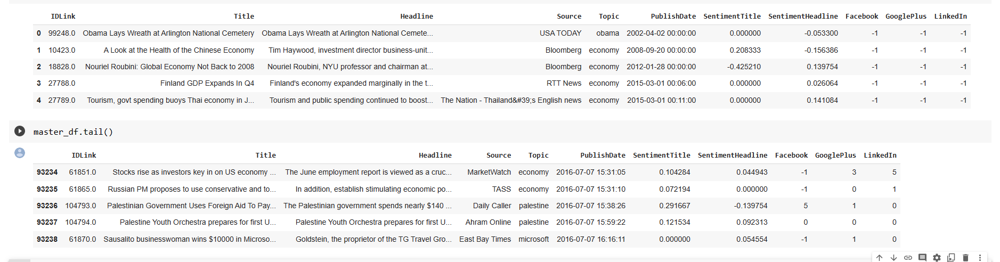 IDLink Title Headline Source Topic PublishDate SentimentTitle SentimentHeadline Facebook GooglePlus LinkedIn
0 99248.0 Obama Lays Wreath at Arlington National Cemetery Obama Lays Wreath at Arlington National Cemete... USA TODAY obama 2002-04-02 00:00:00 0.000000 -0.053300 -1 -1 -1
1 10423.0 A Look at the Health of the Chinese Economy Tim Haywood, investment director business-unit... Bloomberg economy 2008-09-20 00:00:00 0.208333 -0.156386 -1 -1 -1
2 18828.0 Nouriel Roubini: Global Economy Not Back to 2008 Nouriel Roubini, NYU professor and chairman at... Bloomberg economy 2012-01-28 00:00:00 -0.425210 0.139754 -1 -1 -1
3 27788.0 Finland GDP Expands In Q4 Finland's economy expanded marginally in the t... RTT News economy 2015-03-01 00:06:00 0.000000 0.026064 -1 -1 -1
4 27789.0 Tourism, govt spending buoys Thai economy in J... Tourism and public spending continued to boost... The Nation - Thailand&#39;s English news economy 2015-03-01 00:11:00 0.000000 0.141084 -1 -1 -1
master_df.tail()
IDLink Title Headline Source Topic PublishDate SentimentTitle SentimentHeadline Facebook GooglePlus LinkedIn
93234 61851.0 Stocks rise as investors key in on US economy ... The June employment report is viewed as a cruc... MarketWatch economy 2016-07-07 15:31:05 0.104284 0.044943 -1 3 5
93235 61865.0 Russian PM proposes to use conservative and to... In addition, establish stimulating economic po... TASS economy 2016-07-07 15:31:10 0.072194 0.000000 -1 0 1
93236 104793.0 Palestinian Government Uses Foreign Aid To Pay... The Palestinian government spends nearly $140 ... Daily Caller palestine 2016-07-07 15:38:26 0.291667 -0.139754 5 1 0
93237 104794.0 Palestine Youth Orchestra prepares for first U... Palestine Youth Orchestra prepares for first U... Ahram Online palestine 2016-07-07 15:59:22 0.121534 0.092313 0 0 0
93238 61870.0 Sausalito businesswoman wins $10000 in Microso... Goldstein, the proprietor of the TG Travel Gro... East Bay Times microsoft 2016-07-07 16:16:11 0.000000 0.054554 -1 1 0